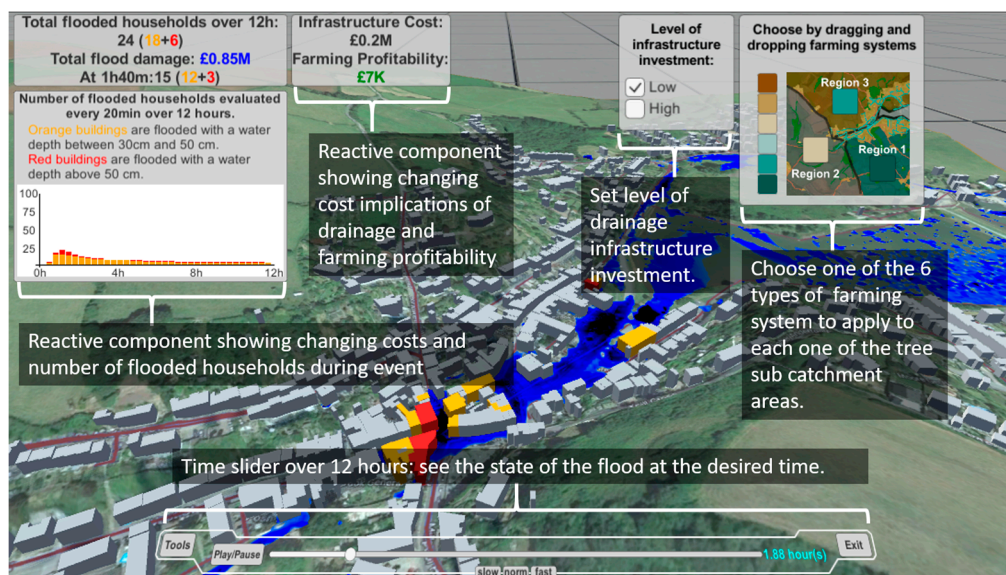 Total flooded households over 12h:
24 (18+6)
Total flood damage: £0.85M
At 1h40m:15 (12+3)
Infrastructure Cost:
£0.2M
Farming Profitability:
£7K
Level of
infrastructure
investment:
Low
High
Choose by dragging and
dropping farming systems
Region 3
Region 1
Region 2
Number of flooded households evaluated
every 20min over 12 hours.
Orange buildings are flooded with a water
depth between 30cm and 50 cm.
Red buildings are flooded with a water
depth above 50 cm.
100
75
50
25
0h 4h 8h 12h
Reactive component
showing changing
cost implications of
drainage and
farming profitability
Set level of
drainage
infrastructure
investment.
Choose one of the 6
types of farming
system to apply to
each one of the tree
sub catchment
areas.
Reactive component showing changing costs and
number of flooded households during event
Time slider over 12 hours: see the state of the flood at the desired time.
Tools
Play/Pause
1.88 hour(s)
Exit
slow norm fast